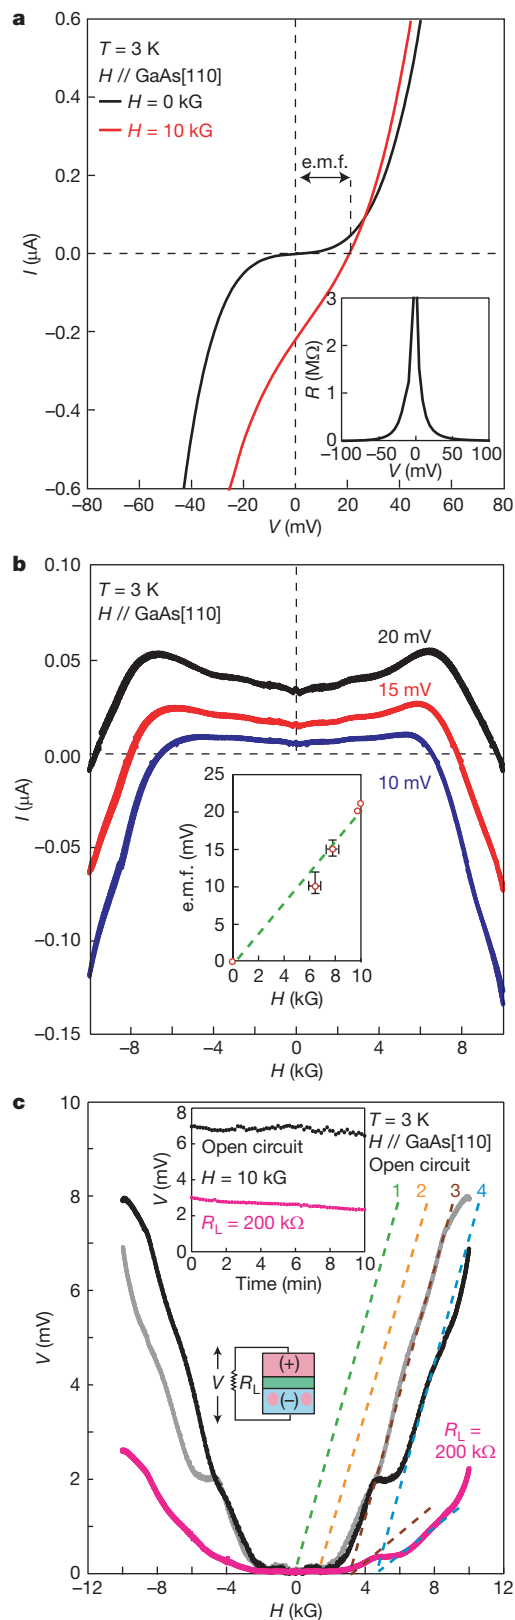 a
T = 3 K
H // GaAs[110]
H = 0 kG
H = 10 kG
e.m.f.
I (μA)
0.6
0.4
0.2
0.0
−0.2
−0.4
−0.6
−80 −60 −40 −20 0 20 40 60 80
V (mV)
R (MΩ)
3
2
1
0
−100 −50 0 50 100
V (mV)
b
T = 3 K
H // GaAs[110]
20 mV
15 mV
10 mV
I (μA)
0.10
0.05
0.00
−0.05
−0.10
−0.15
−8 −4 0 4 8
H (kG)
e.m.f. (mV)
25
20
15
10
5
0
0 2 4 6 8 10
H (kG)
c
T = 3 K
H // GaAs[110]
Open circuit
1 2 3 4
V (mV)
10
8
6
4
2
0
−12 −8 −4 0 4 8 12
H (kG)
V (mV)
8
6
4
2
0
Open circuit
H = 10 kG
R_L = 200 kΩ
0 2 4 6 8 10
Time (min)
V
R_L
(+)
(−)
R_L =
200 kΩ